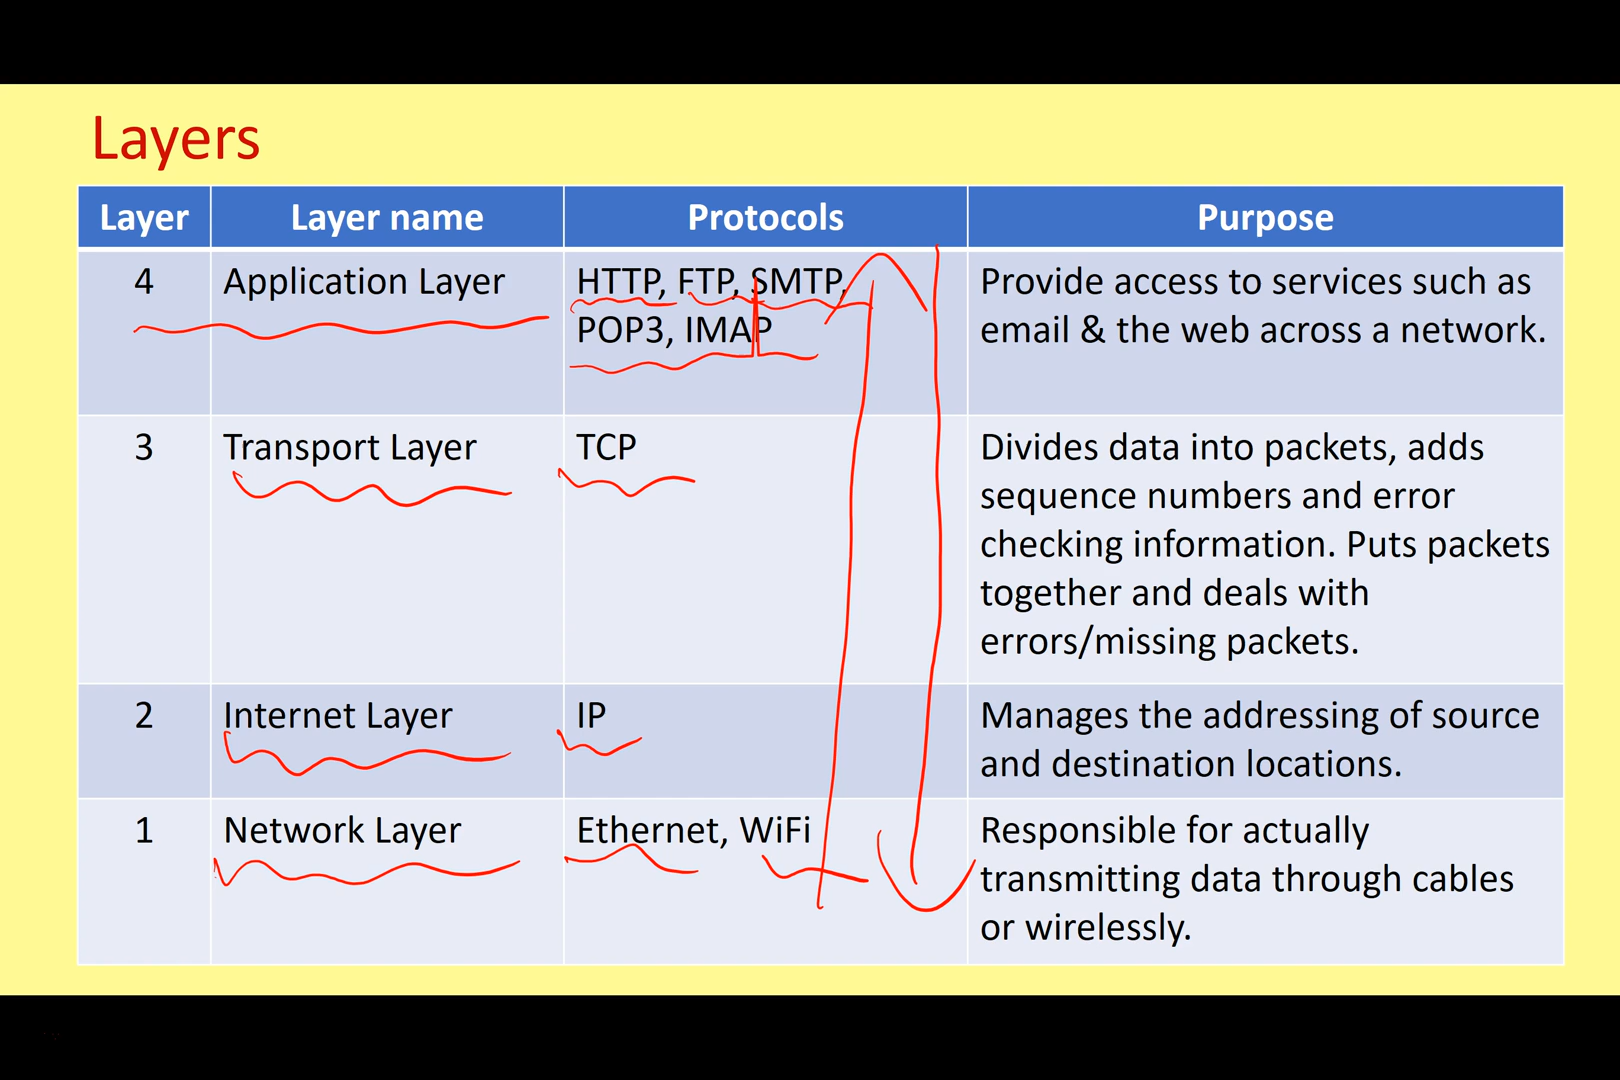 Layers
Layer Layer name Protocols Purpose
4 Application Layer HTTP, FTP, SMTP, Provide access to services such as
POP3, IMAP email & the web across a network.
3 Transport Layer TCP Divides data into packets, adds
sequence numbers and error
checking information. Puts packets
together and deals with
errors/missing packets.
2 Internet Layer IP Manages the addressing of source
and destination locations.
1 Network Layer Ethernet, WiFi Responsible for actually
transmitting data through cables
or wirelessly.